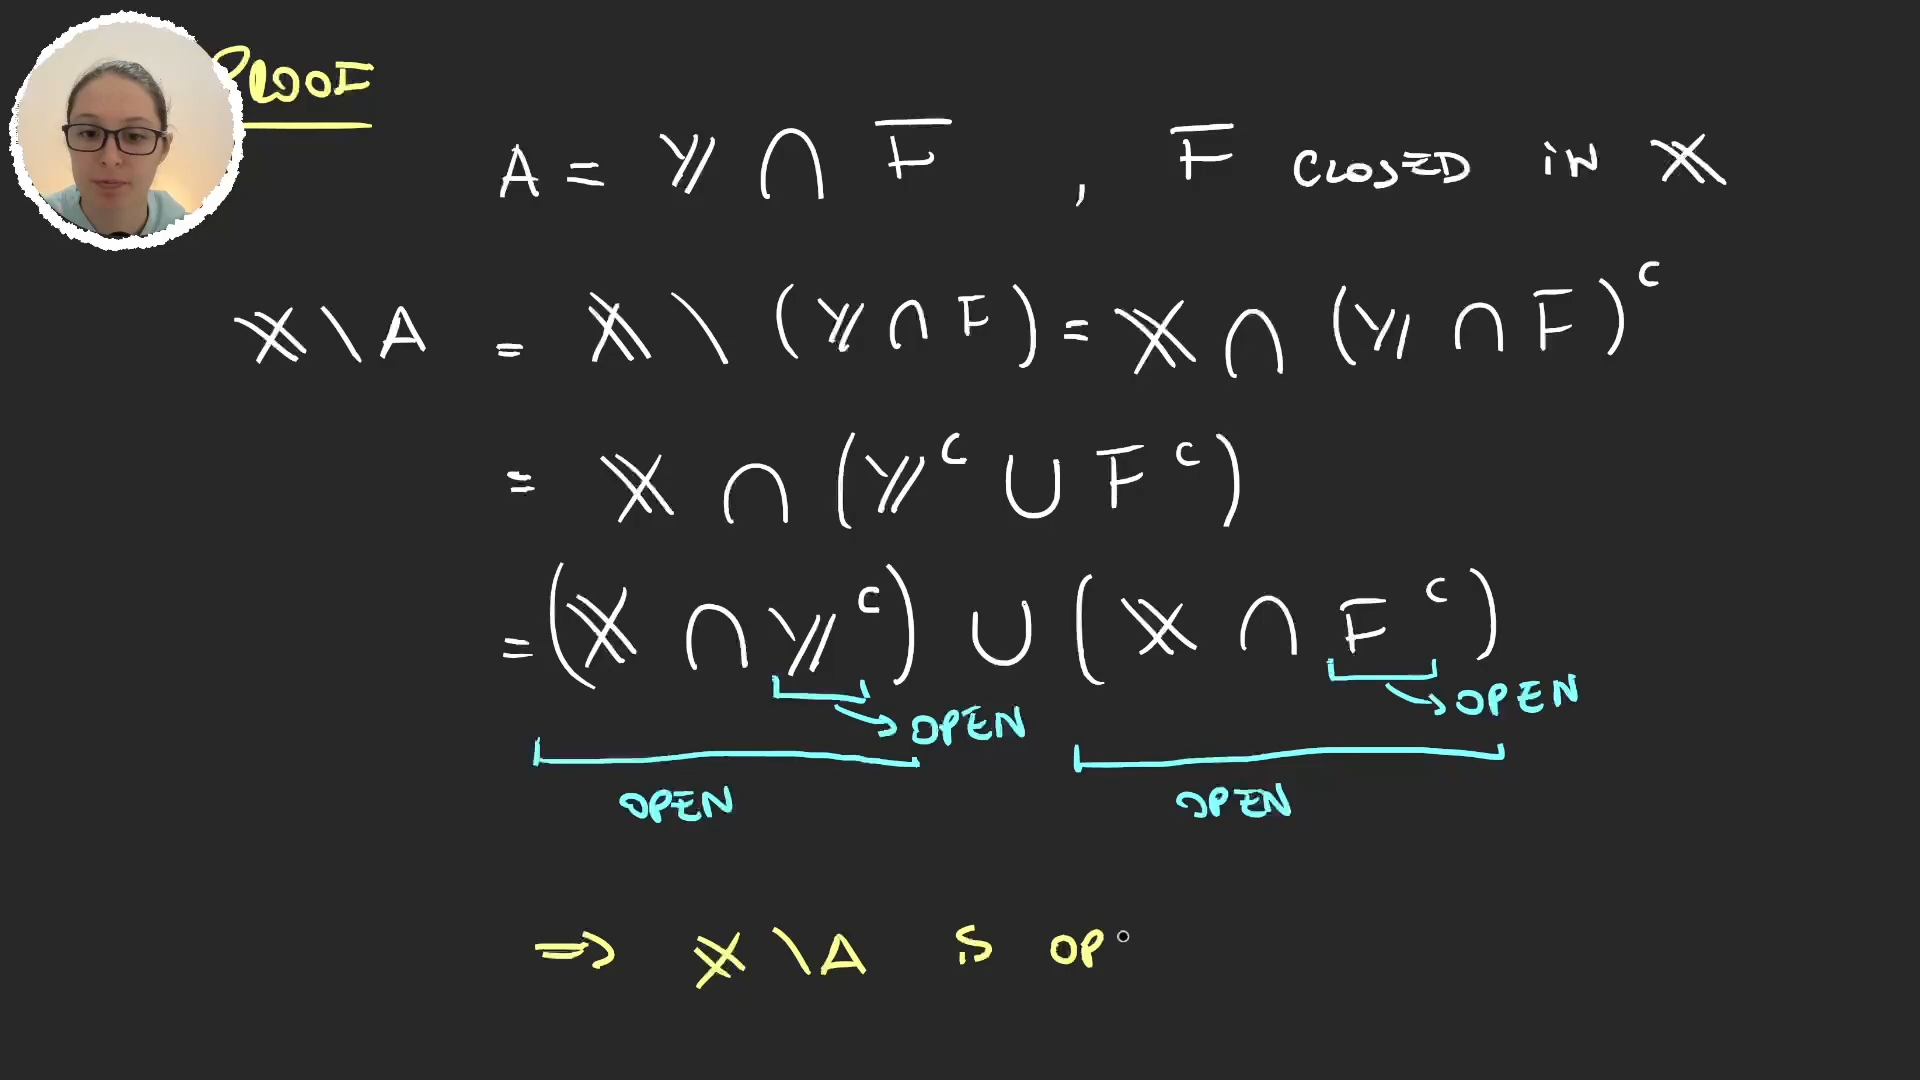 PROOF
A = Y ∩ F , F CLOSED IN X
X \ A = X \ (Y ∩ F) = X ∩ (Y ∩ F)^c
= X ∩ (Y^c ∪ F^c)
= (X ∩ Y^c) ∪ (X ∩ F^c)
OPEN OPEN
OPEN OPEN
⇒ X \ A IS OP